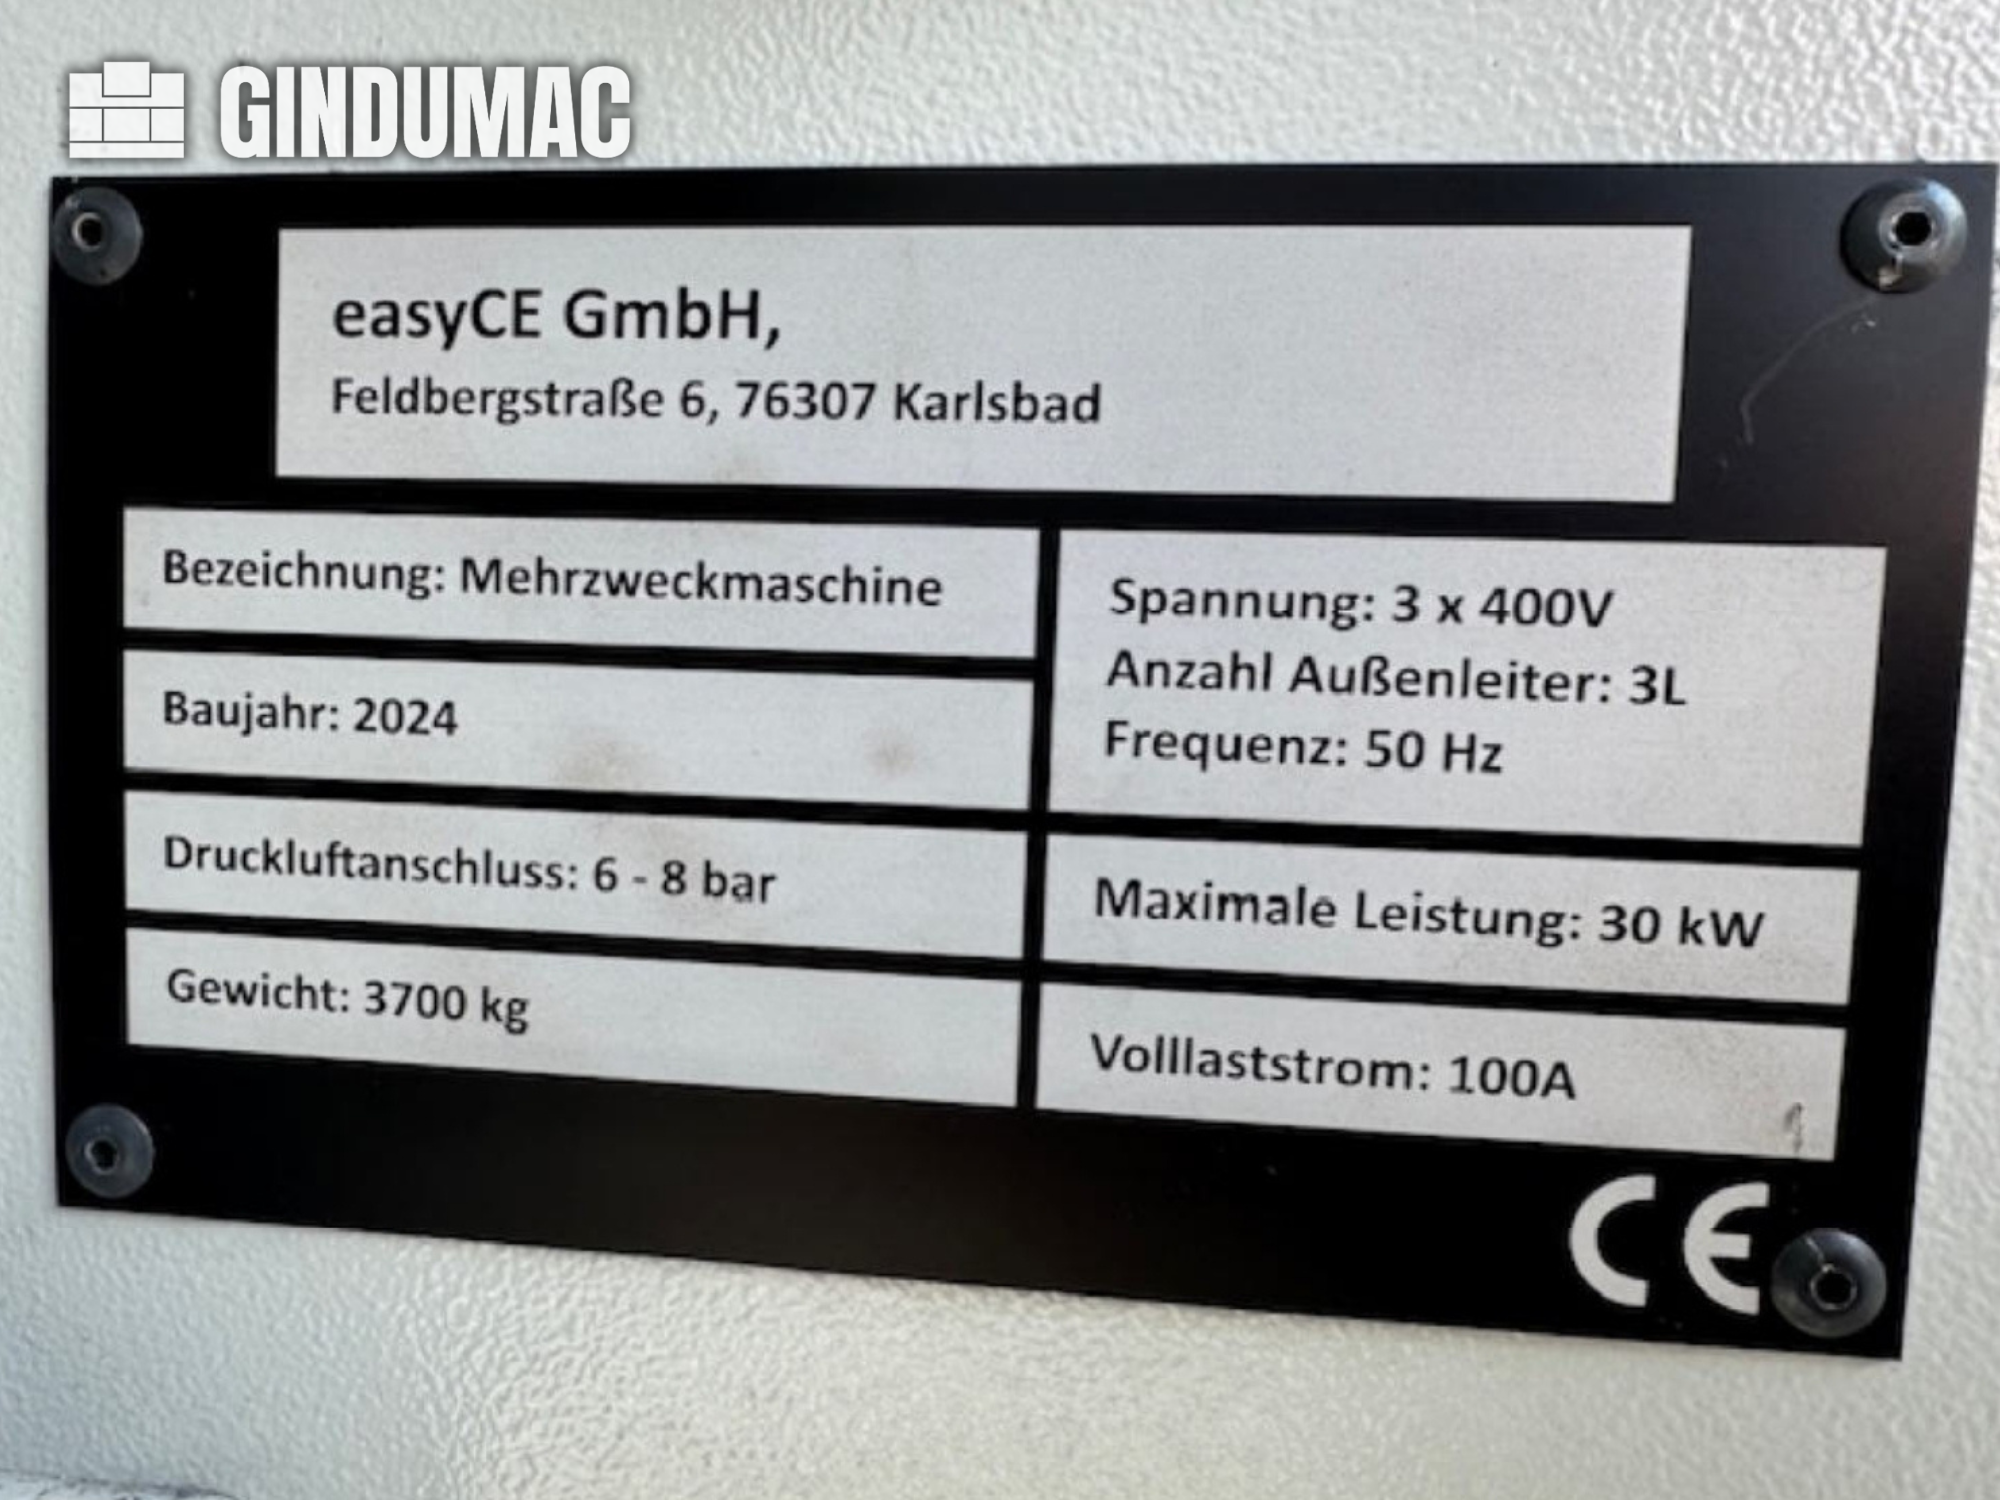 GINDUMAC
easyCE GmbH,
Feldbergstraße 6, 76307 Karlsbad
Bezeichnung: Mehrzweckmaschine
Baujahr: 2024
Druckluftanschluss: 6 - 8 bar
Gewicht: 3700 kg
Spannung: 3 x 400V
Anzahl Außenleiter: 3L
Frequenz: 50 Hz
Maximale Leistung: 30 kW
Volllaststrom: 100A
CE